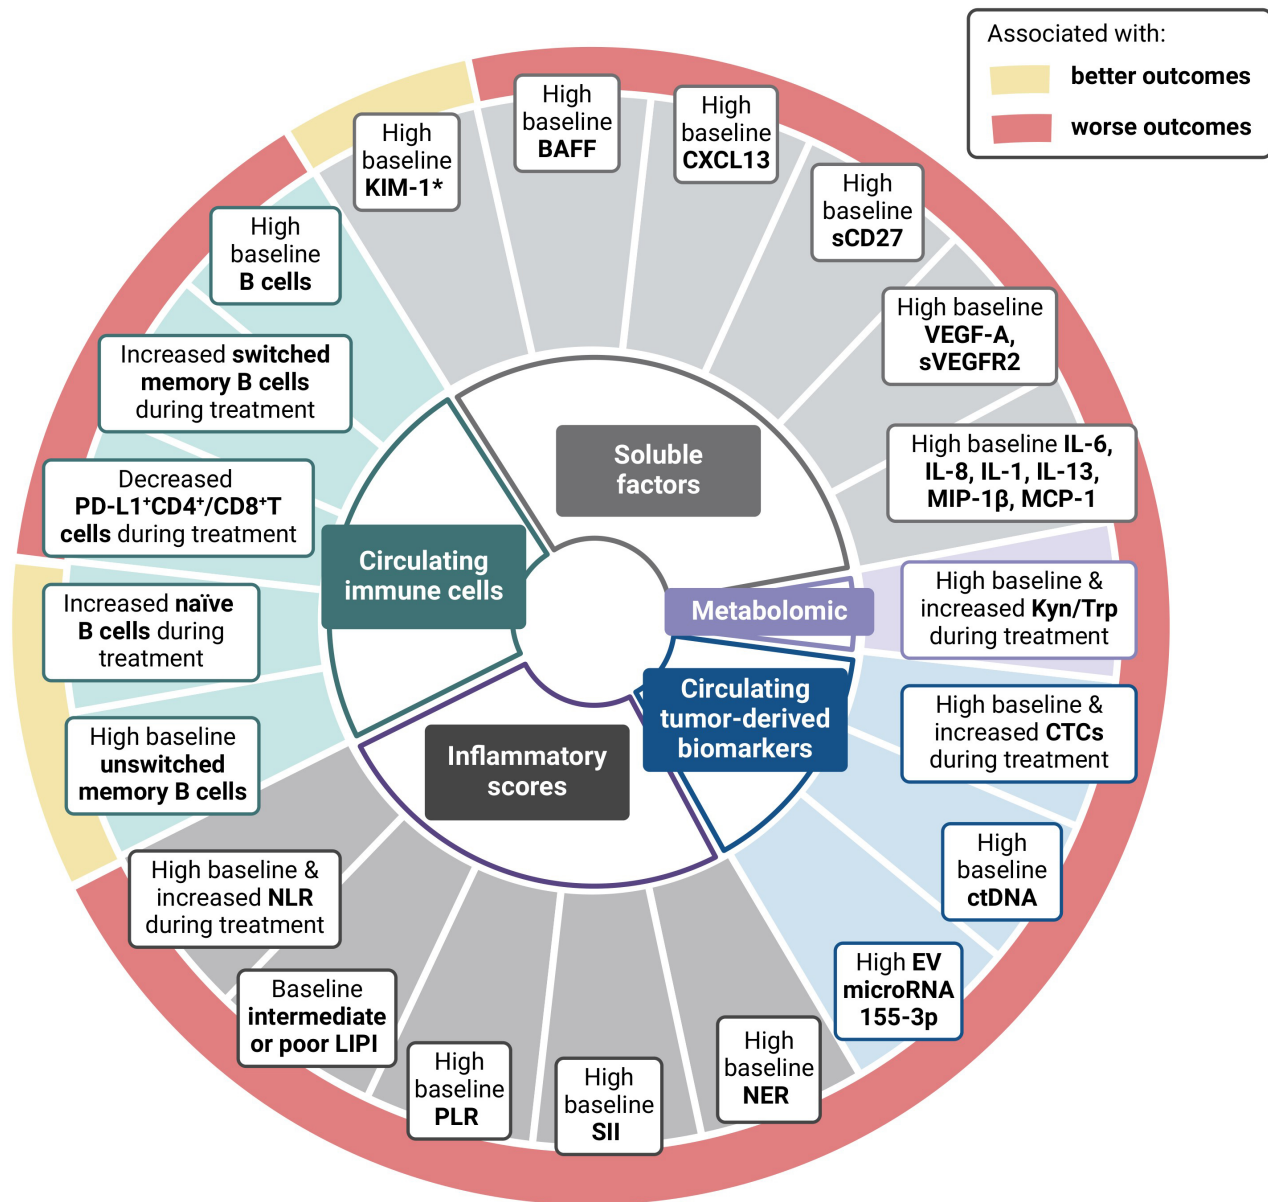 Associated with:
better outcomes
worse outcomes
High
baseline
KIM-1*
High
baseline
BAFF
High
baseline
CXCL13
High
baseline
sCD27
High baseline
VEGF-A,
sVEGFR2
High baseline IL-6,
IL-8, IL-1, IL-13,
MIP-1β, MCP-1
High baseline &
increased Kyn/Trp
during treatment
High baseline &
increased CTCs
during treatment
High
baseline
ctDNA
High EV
microRNA
155-3p
High
baseline
NER
High
baseline
SII
High
baseline
PLR
Baseline
intermediate
or poor LIPI
High baseline &
increased NLR
during treatment
High baseline
unswitched
memory B cells
Increased naïve
B cells during
treatment
Decreased
PD-L1⁺CD4⁺/CD8⁺T
cells during treatment
Increased switched
memory B cells
during treatment
High
baseline
B cells
Soluble
factors
Circulating
immune cells
Metabolomic
Circulating
tumor-derived
biomarkers
Inflammatory
scores